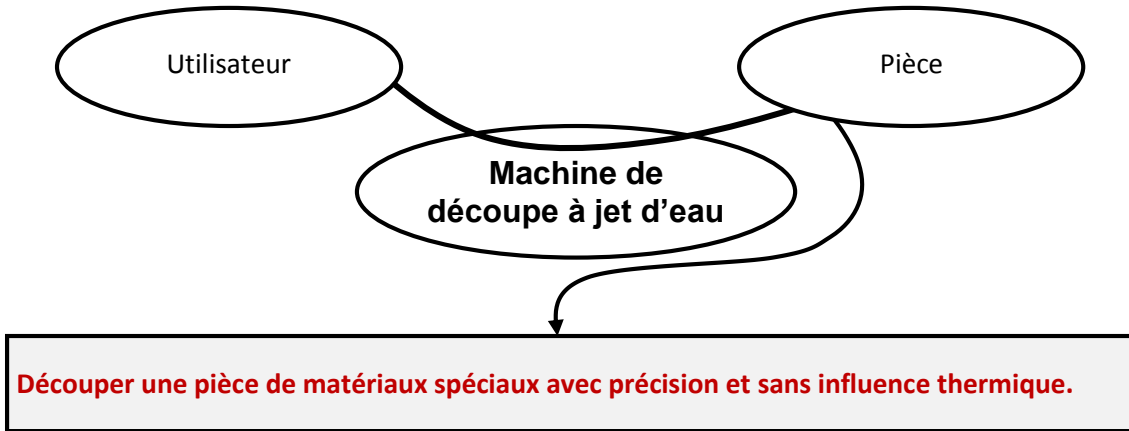 Utilisateur
Pièce
Machine de
découpe à jet d’eau
Découper une pièce de matériaux spéciaux avec précision et sans influence thermique.